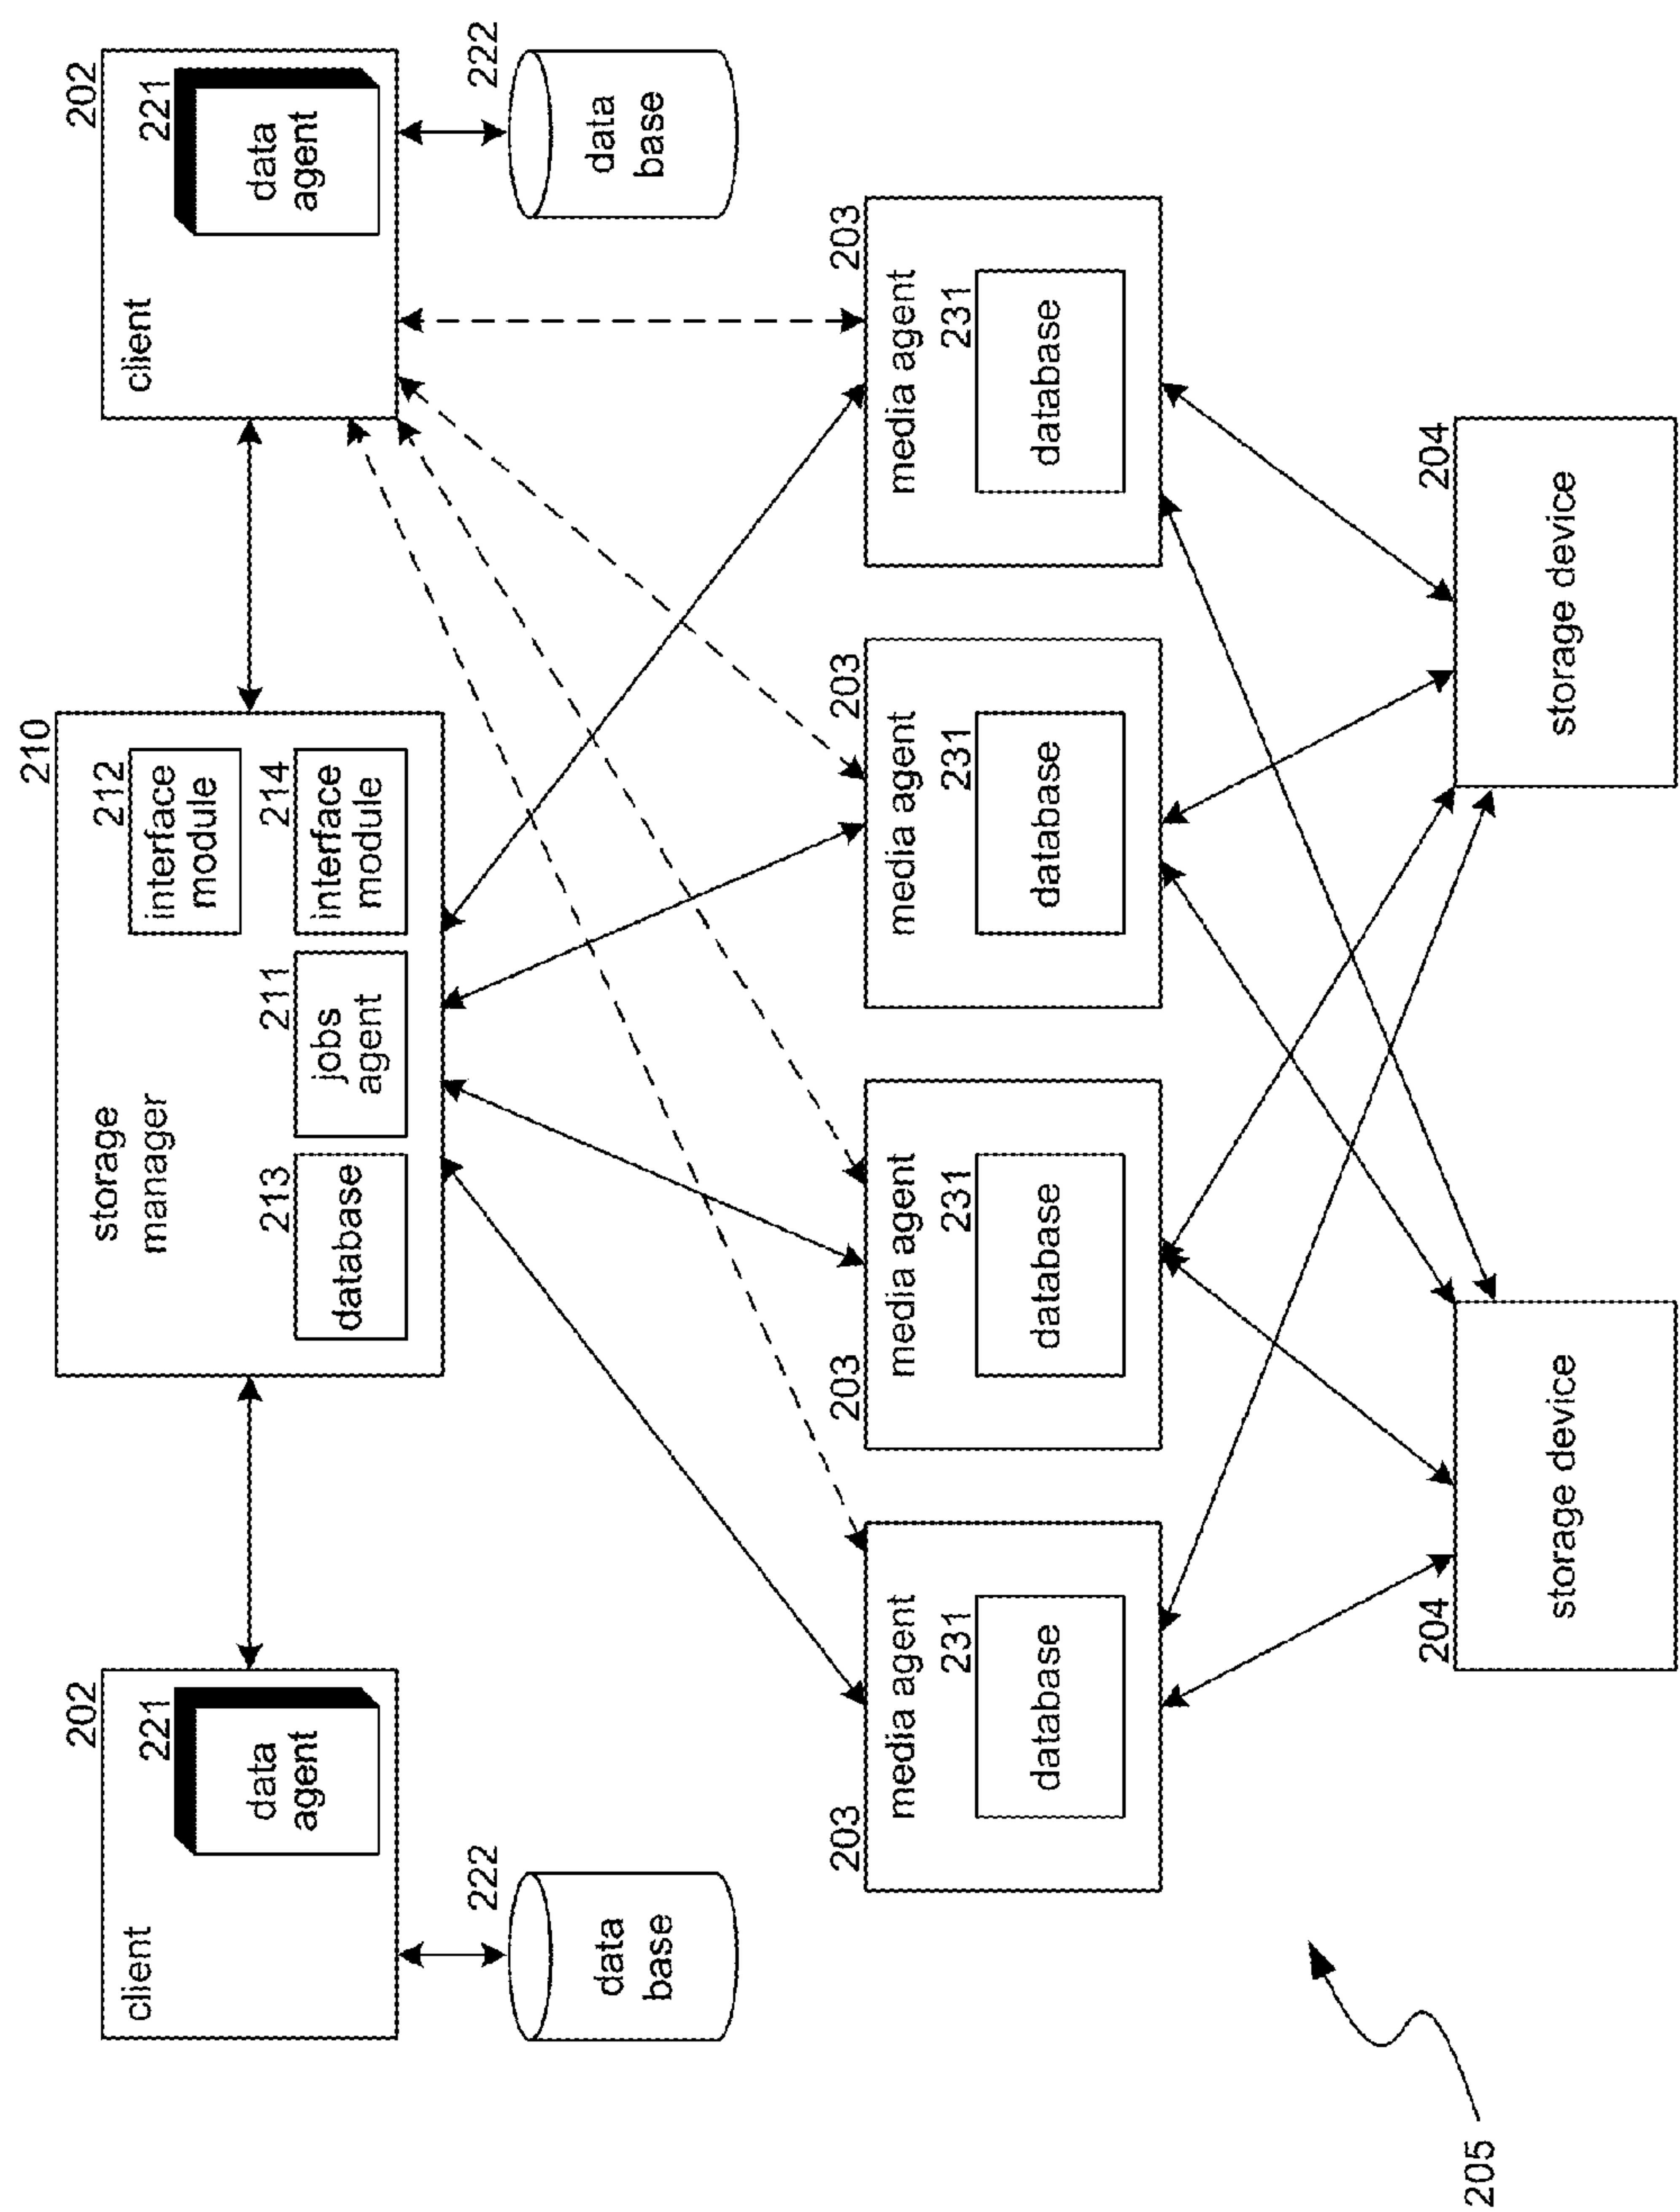 210
202
221
client
data
agent
222
data
base
storage
manager
212
interface
module
213
database
211
jobs
agent
214
interface
module
202
221
client
data
agent
222
data
base
203
media agent
231
database
203
media agent
231
database
203
media agent
231
database
203
media agent
231
database
204
storage device
204
storage device
205